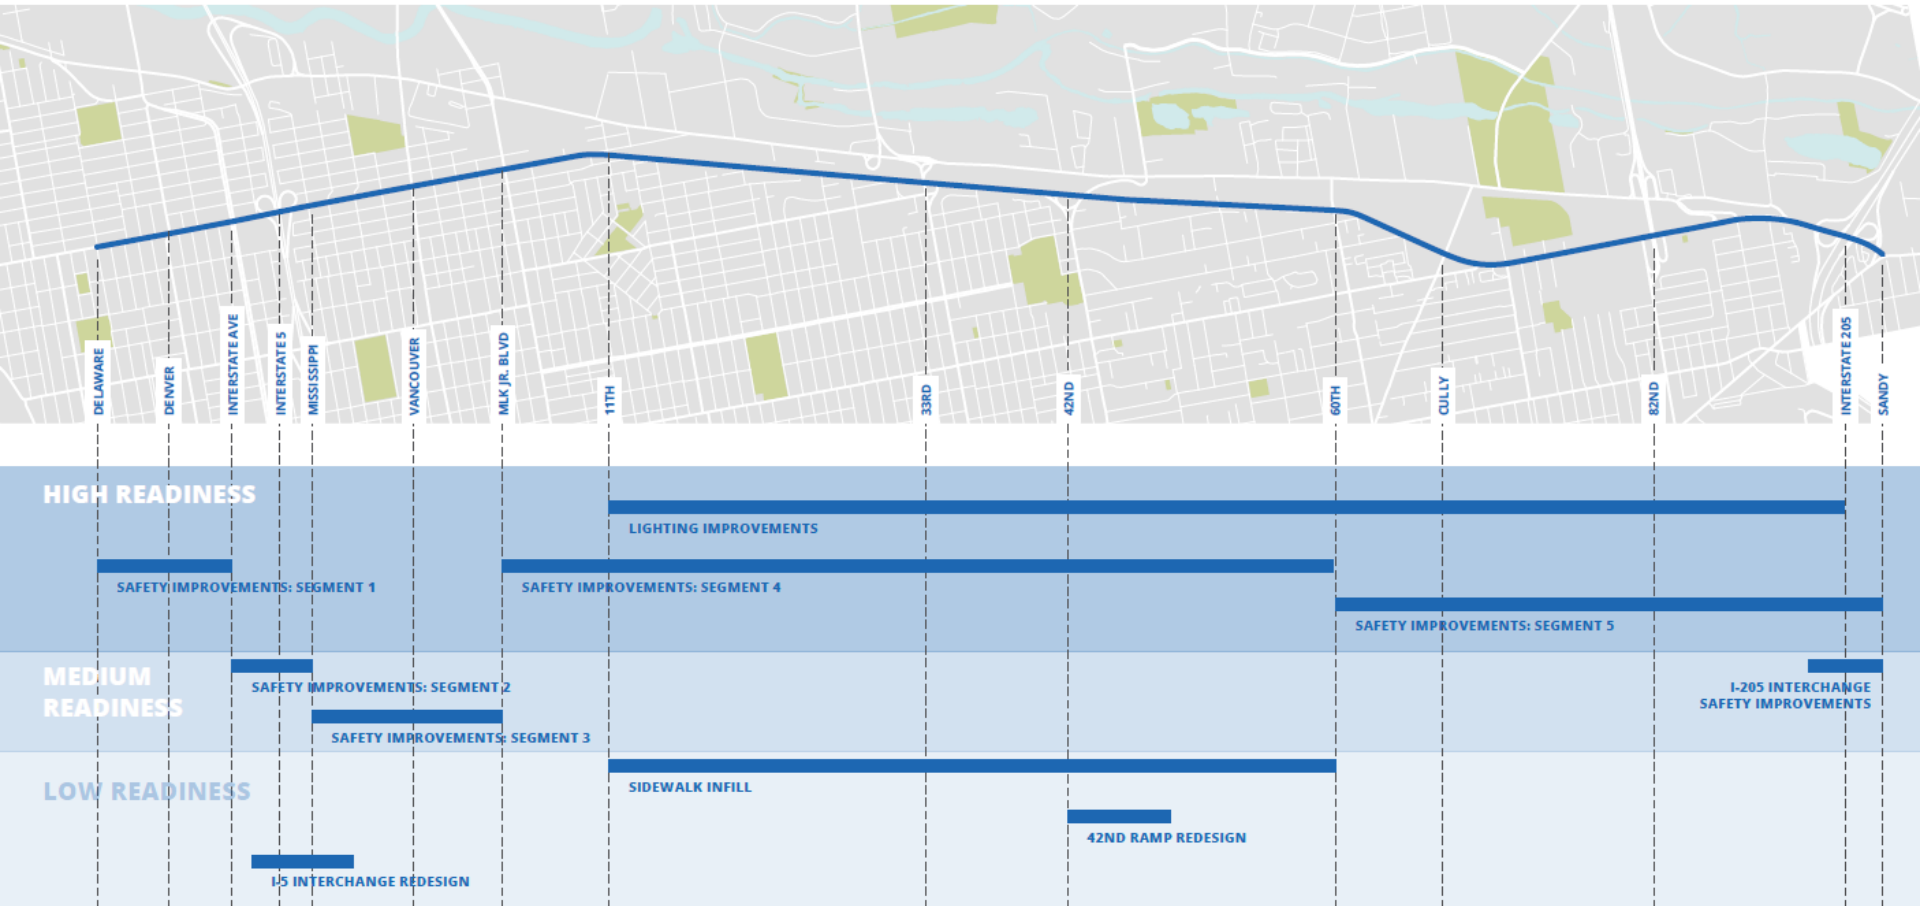 DELAWARE
DENVER
INTERSTATE AVE
INTERSTATE 5
MISSISSIPPI
VANCOUVER
MLK JR. BLVD
11TH
33RD
42ND
60TH
CULLY
82ND
INTERSTATE 205
SANDY
HIGH READINESS
LIGHTING IMPROVEMENTS
SAFETY IMPROVEMENTS: SEGMENT 1
SAFETY IMPROVEMENTS: SEGMENT 4
SAFETY IMPROVEMENTS: SEGMENT 5
MEDIUM
READINESS
SAFETY IMPROVEMENTS: SEGMENT 2
I-205 INTERCHANGE
SAFETY IMPROVEMENTS
SAFETY IMPROVEMENTS: SEGMENT 3
LOW READINESS
SIDEWALK INFILL
42ND RAMP REDESIGN
I-5 INTERCHANGE REDESIGN